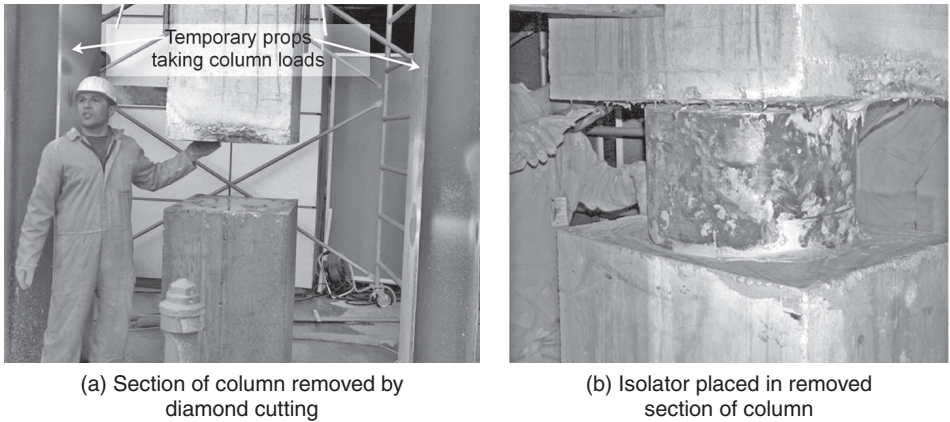 Temporary props
taking column loads
(a) Section of column removed by
diamond cutting
(b) Isolator placed in removed
section of column